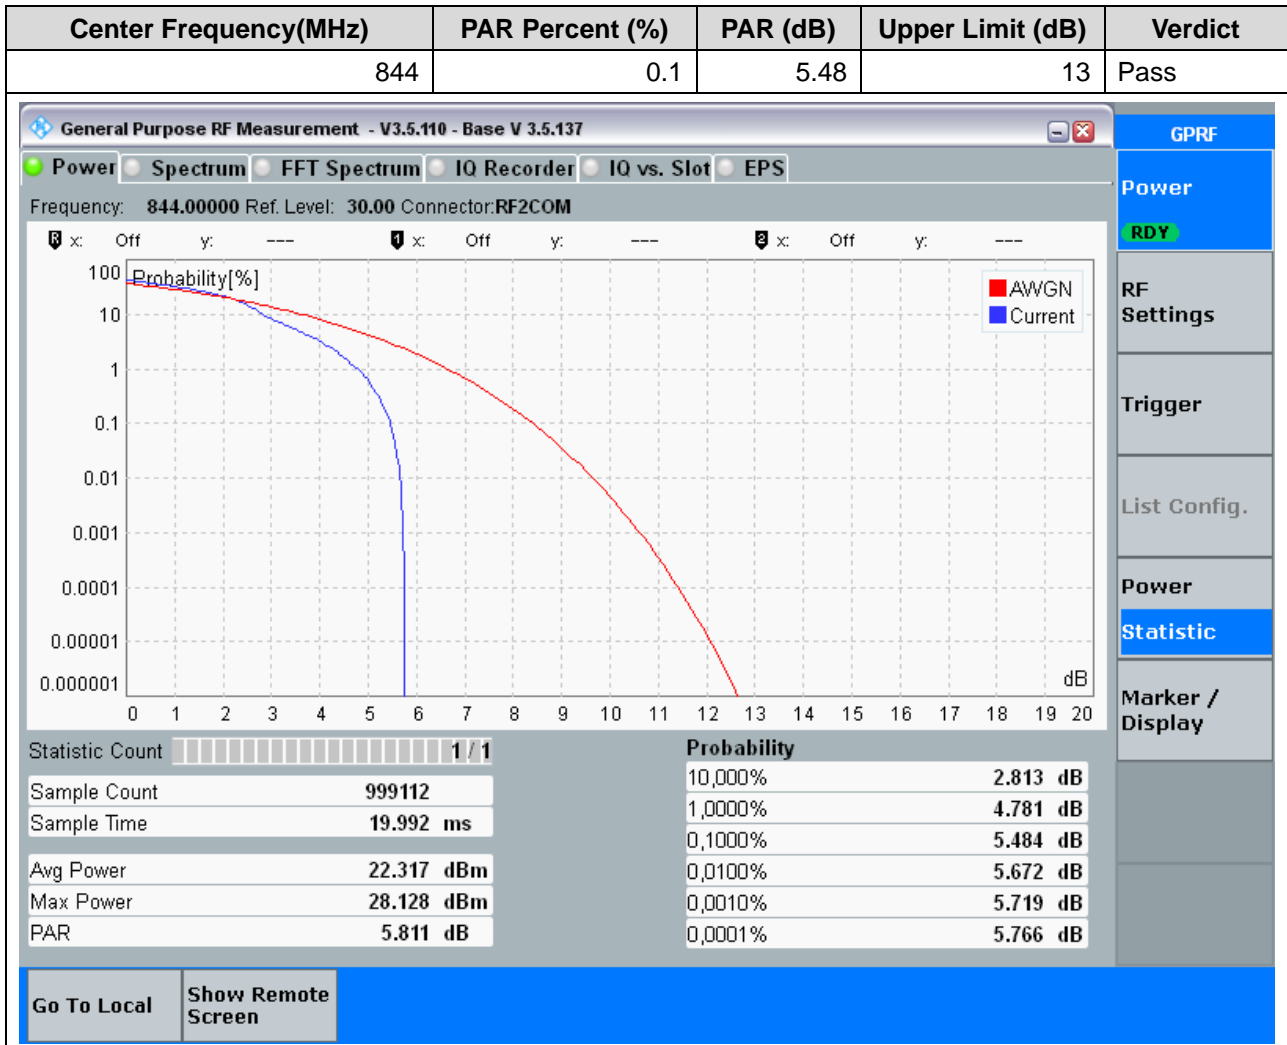 Center Frequency(MHz) PAR Percent (%) PAR (dB) Upper Limit (dB) Verdict
844 0.1 5.48 13 Pass
General Purpose RF Measurement - V3.5.110 - Base V 3.5.137
GPRF
Power Spectrum FFT Spectrum IQ Recorder IQ vs. Slot EPS
Frequency: 844.00000 Ref. Level: 30.00 Connector:RF2COM
R x: Off y: --- 1 x: Off y: --- 2 x: Off y: ---
Probability[%]
AWGN
Current
100
10
1
0.1
0.01
0.001
0.0001
0.00001
0.000001
dB
0 1 2 3 4 5 6 7 8 9 10 11 12 13 14 15 16 17 18 19 20
Statistic Count 1 / 1
Sample Count 999112
Sample Time 19.992 ms
Avg Power 22.317 dBm
Max Power 28.128 dBm
PAR 5.811 dB
Probability
10,000% 2.813 dB
1,0000% 4.781 dB
0,1000% 5.484 dB
0,0100% 5.672 dB
0,0010% 5.719 dB
0,0001% 5.766 dB
Power
RDY
RF
Settings
Trigger
List Config.
Power
Statistic
Marker /
Display
Go To Local
Show Remote
Screen